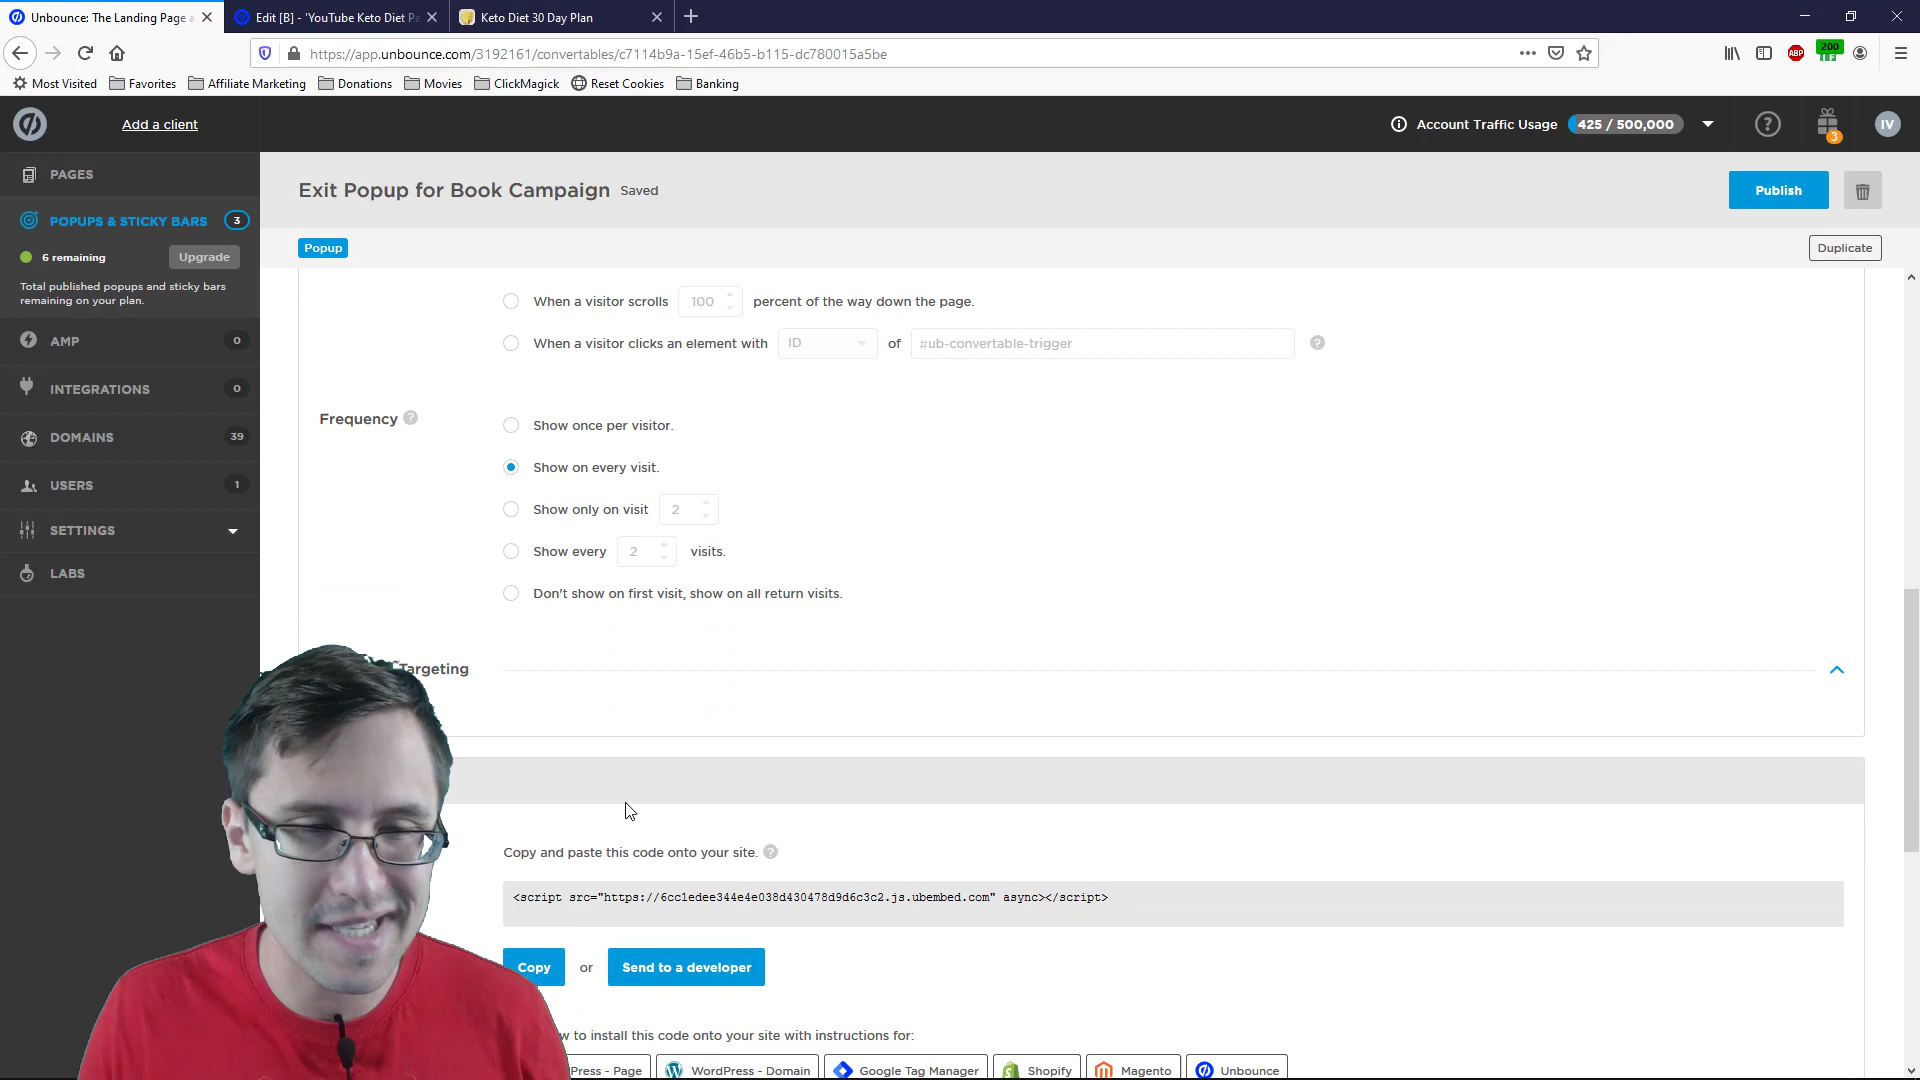 Unbounce: The Landing Page a
Edit [B] - 'YouTube Keto Diet Pa
Keto Diet 30 Day Plan
https://app.unbounce.com/3192161/convertables/c7114b9a-15ef-46b5-b115-dc780015a5be
200
ABP
Most Visited
Favorites
Affiliate Marketing
Donations
Movies
ClickMagick
Reset Cookies
Banking
Add a client
Account Traffic Usage
425 / 500,000
3
IV
PAGES
POPUPS & STICKY BARS
3
6 remaining
Upgrade
Total published popups and sticky bars
remaining on your plan.
AMP
0
INTEGRATIONS
0
DOMAINS
39
USERS
1
SETTINGS
LABS
Exit Popup for Book Campaign
Saved
Publish
Popup
Duplicate
When a visitor scrolls 100 percent of the way down the page.
When a visitor clicks an element with ID of #ub-convertable-trigger ?
Frequency ?
Show once per visitor.
Show on every visit.
Show only on visit 2
Show every 2 visits.
Don't show on first visit, show on all return visits.
Targeting
Copy and paste this code onto your site. ?
<script src="https://6cc1edee344e4e038d430478d9d6c3c2.js.ubembed.com" async></script>
Copy or Send to a developer
w to install this code onto your site with instructions for:
Press - Page
WordPress - Domain
Google Tag Manager
Shopify
Magento
Unbounce